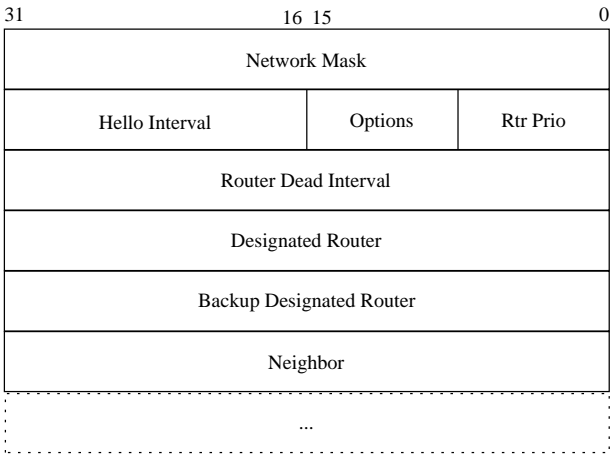 31 16 15 0
Network Mask
Hello Interval Options Rtr Prio
Router Dead Interval
Designated Router
Backup Designated Router
Neighbor
...